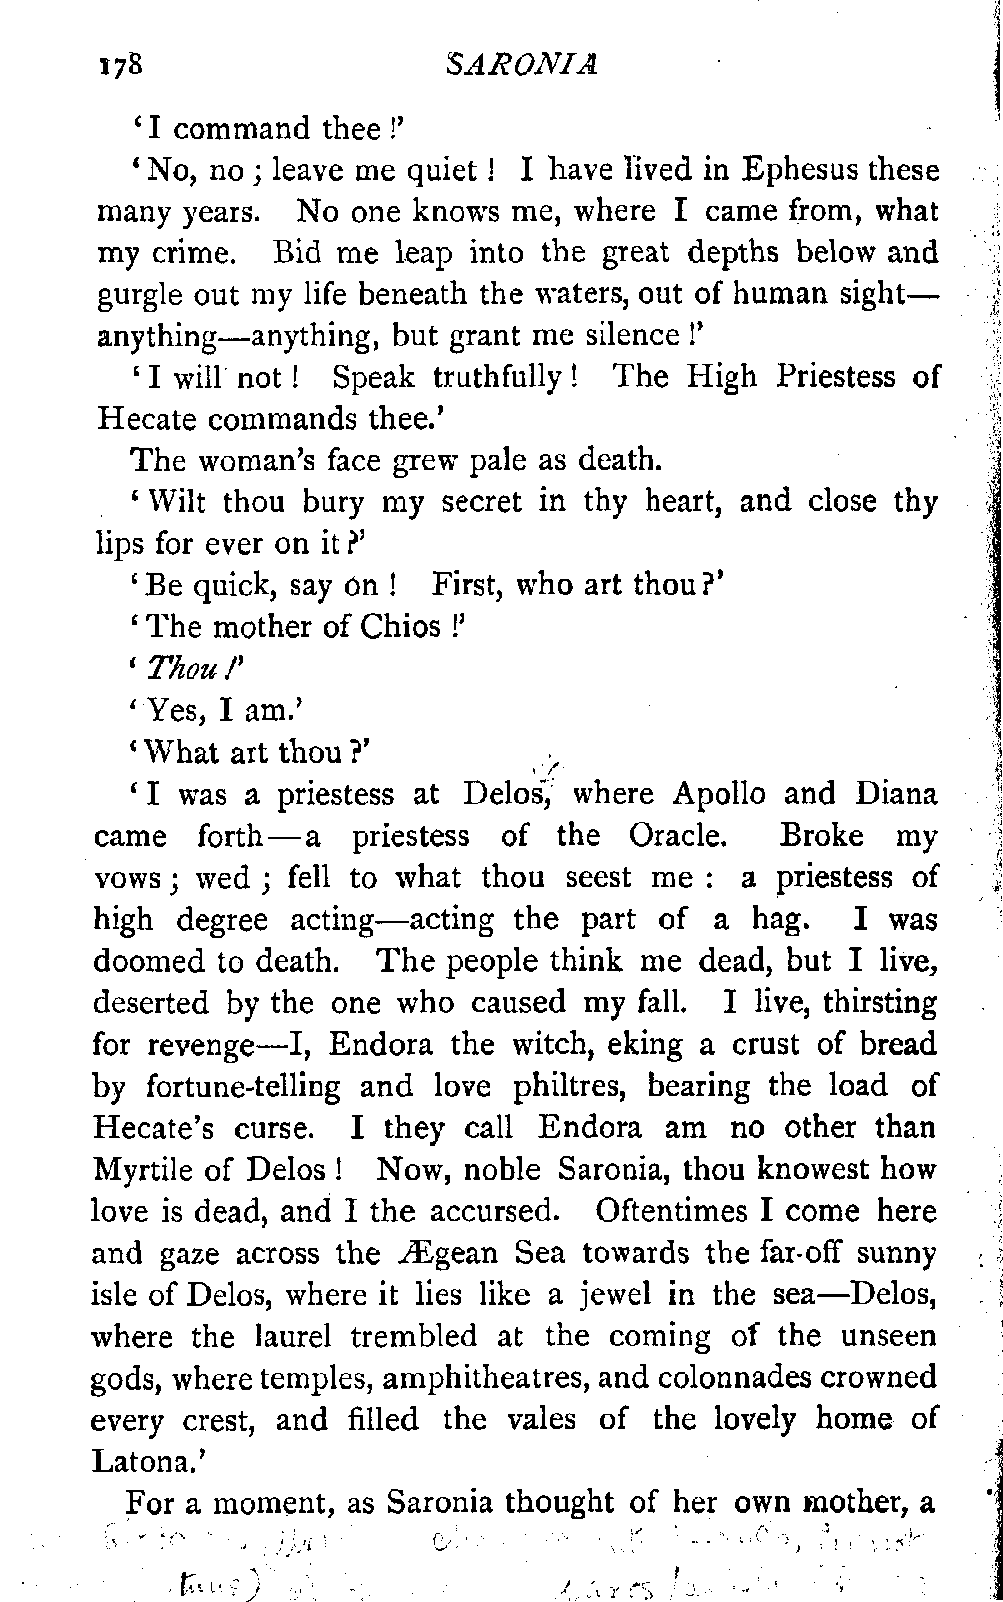 178 SARONIA
‘I command thee!’
‘No, no; leave me quiet! I have lived in Ephesus these
many years. No one knows me, where I came from, what
my crime. Bid me leap into the great depths below and
gurgle out my life beneath the waters, out of human sight—
anything—anything, but grant me silence!’
‘I will not! Speak truthfully! The High Priestess of
Hecate commands thee.’
The woman’s face grew pale as death.
‘Wilt thou bury my secret in thy heart, and close thy
lips for ever on it?’
‘Be quick, say on! First, who art thou?’
‘The mother of Chios!’
‘Thou!’
‘Yes, I am.’
‘What art thou?’
‘I was a priestess at Delos, where Apollo and Diana
came forth—a priestess of the Oracle. Broke my
vows; wed; fell to what thou seest me: a priestess of
high degree acting—acting the part of a hag. I was
doomed to death. The people think me dead, but I live,
deserted by the one who caused my fall. I live, thirsting
for revenge—I, Endora the witch, eking a crust of bread
by fortune-telling and love philtres, bearing the load of
Hecate’s curse. I they call Endora am no other than
Myrtile of Delos! Now, noble Saronia, thou knowest how
love is dead, and I the accursed. Oftentimes I come here
and gaze across the Ægean Sea towards the far-off sunny
isle of Delos, where it lies like a jewel in the sea—Delos,
where the laurel trembled at the coming of the unseen
gods, where temples, amphitheatres, and colonnades crowned
every crest, and filled the vales of the lovely home of
Latona.’
For a moment, as Saronia thought of her own mother, a